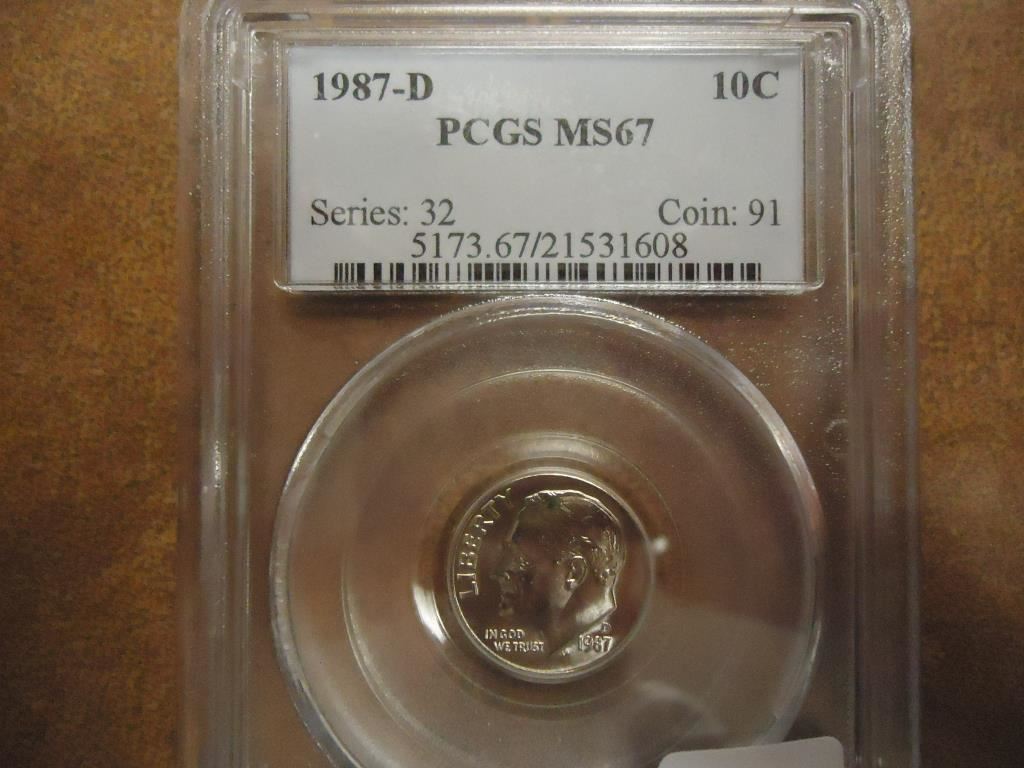 1987-D 10C
PCGS MS67
Series: 32 Coin: 91
5173.67/21531608
LIBERTY
IN GOD
WE TRUST
D
1987